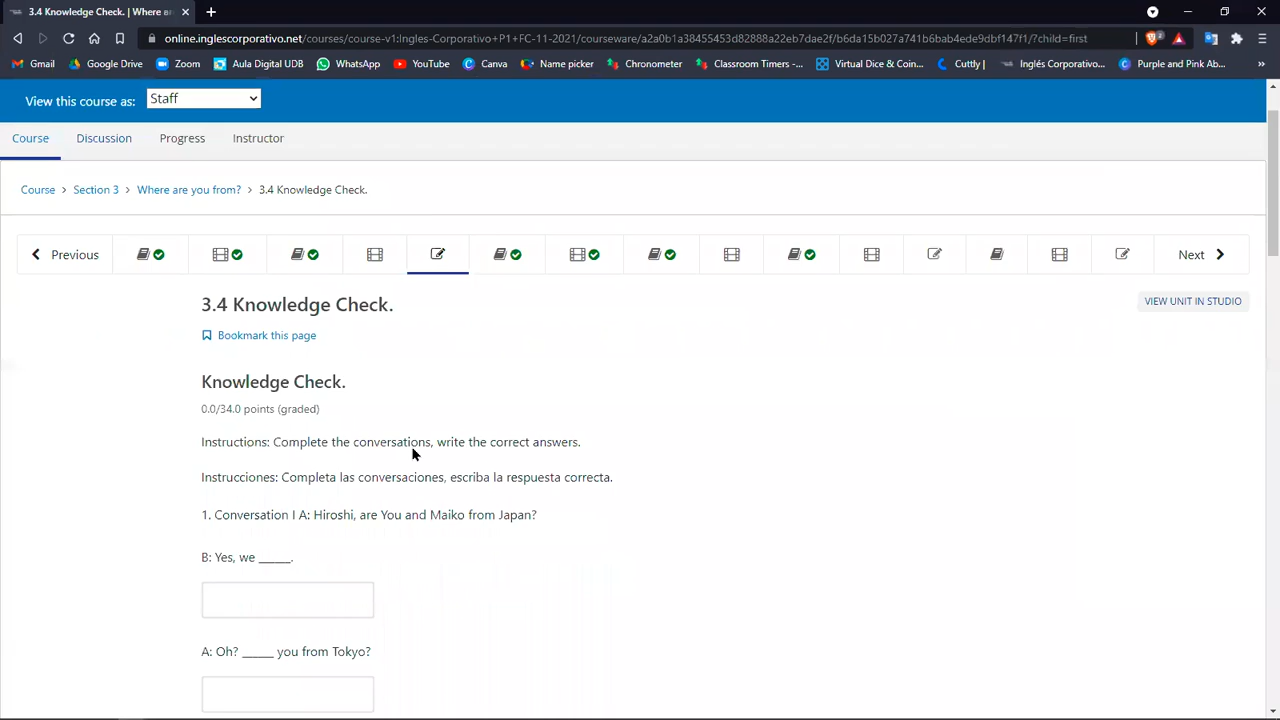 3.4 Knowledge Check. | Where ar
online.inglescorporativo.net/courses/course-v1:Ingles-Corporativo+P1+FC-11-2021/courseware/a2a0b1a38455453d82888a22eb7dae2f/b6da15b027a741b6bab4ede9dbf147f1/?child=first
Gmail Google Drive Zoom Aula Digital UDB WhatsApp YouTube Canva Name picker Chrometer Classroom Timers -... Virtual Dice & Coin... Cuttly | Inglés Corporativo... Purple and Pink Ab...
View this course as: Staff
Course Discussion Progress Instructor
Course > Section 3 > Where are you from? > 3.4 Knowledge Check.
Previous Next
3.4 Knowledge Check.
VIEW UNIT IN STUDIO
Bookmark this page
Knowledge Check.
0.0/34.0 points (graded)
Instructions: Complete the conversations, write the correct answers.
Instrucciones: Completa las conversaciones, escriba la respuesta correcta.
1. Conversation I A: Hiroshi, are You and Maiko from Japan?
B: Yes, we ______.
A: Oh? ______ you from Tokyo?